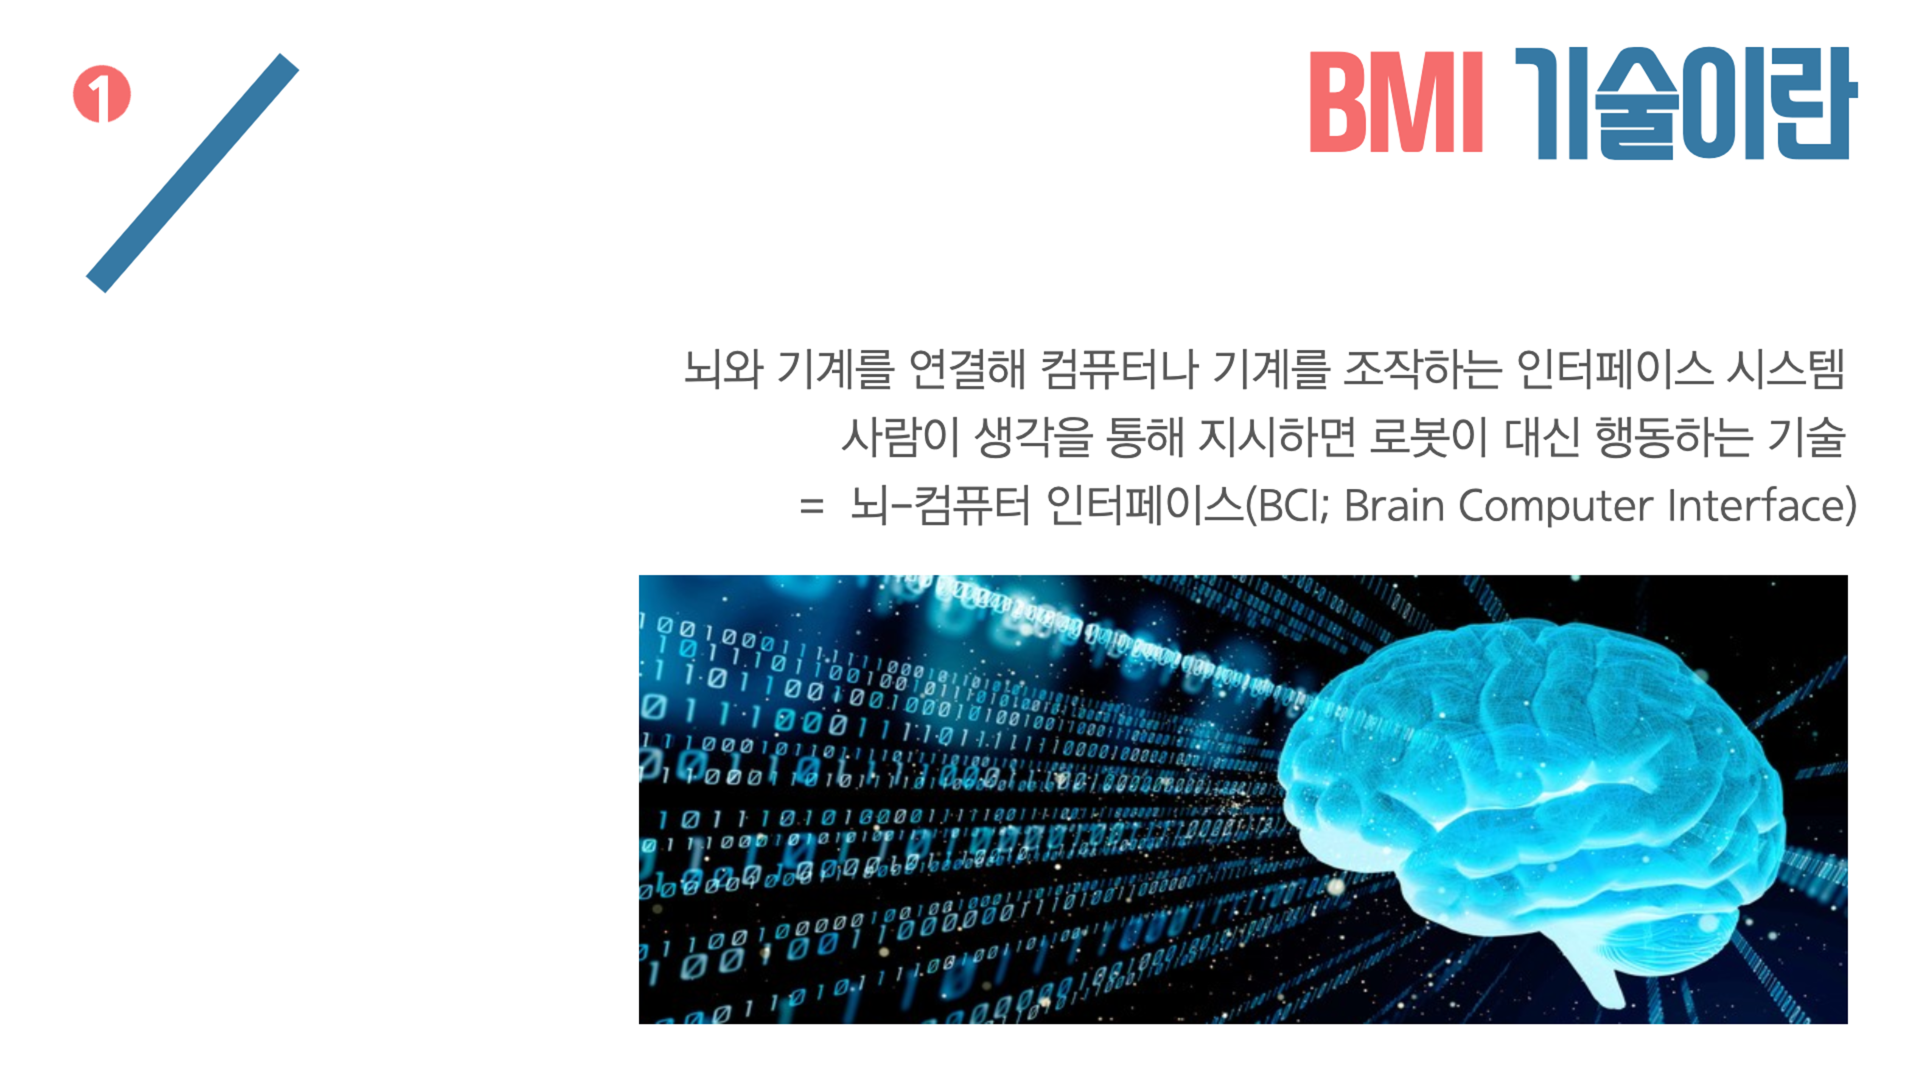 1
BMI 기술이란
뇌와 기계를 연결해 컴퓨터나 기계를 조작하는 인터페이스 시스템
사람이 생각을 통해 지시하면 로봇이 대신 행동하는 기술
= 뇌-컴퓨터 인터페이스(BCI; Brain Computer Interface)